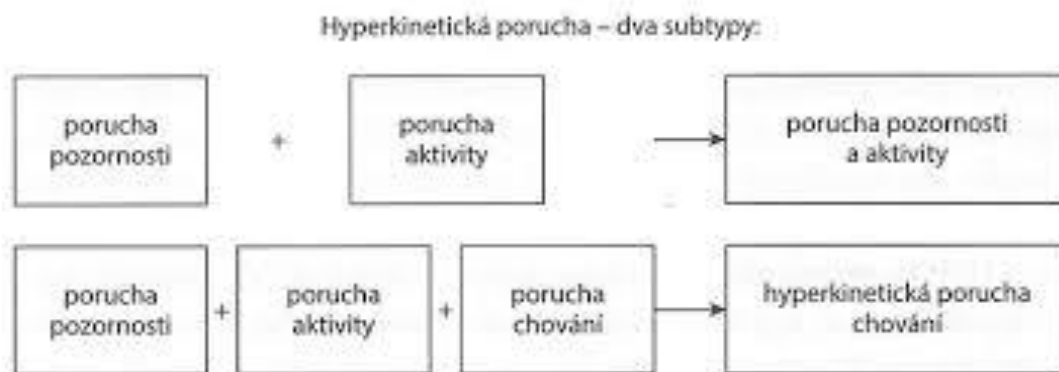 Hyperkinetická porucha – dva subtypy:
porucha
pozornosti
+
porucha
aktivity
porucha pozornosti
a aktivity
porucha
pozornosti
+
porucha
aktivity
+
porucha
chování
hyperkinetická porucha
chování